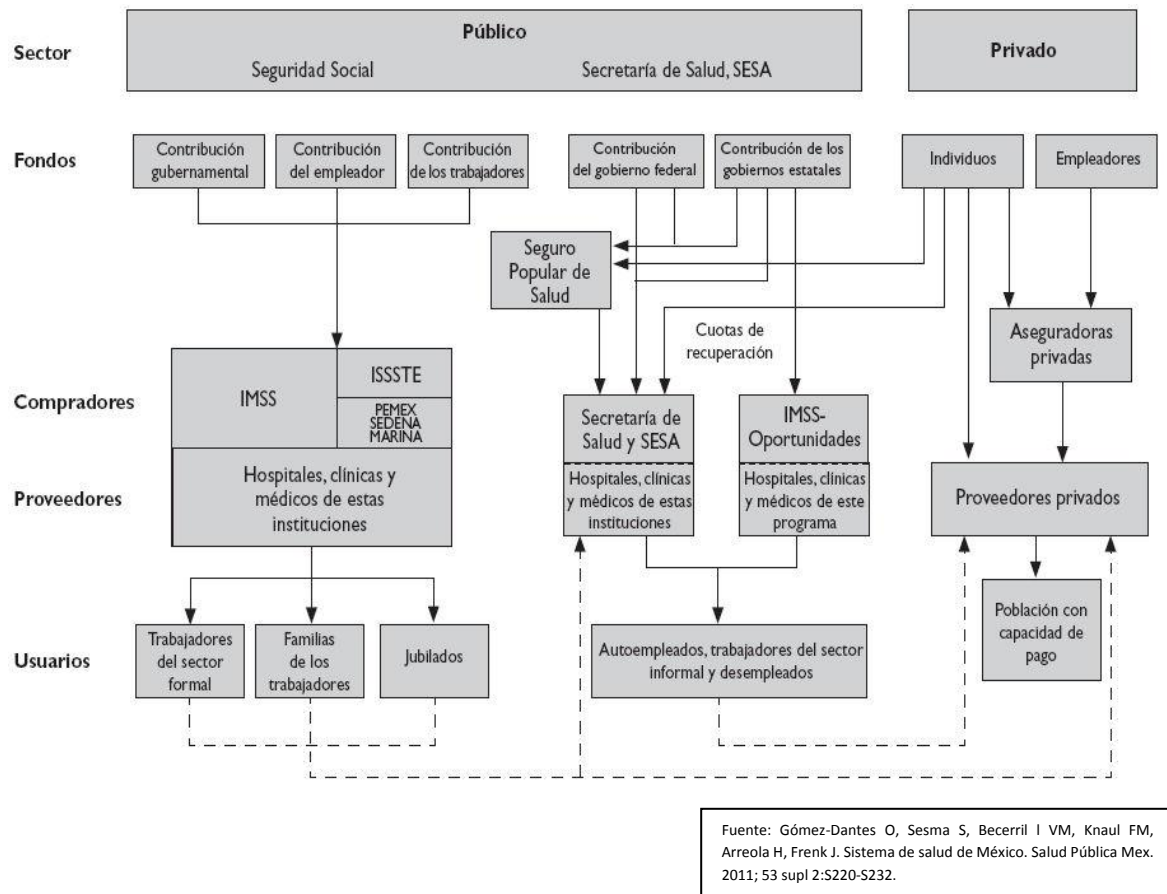 Sector
Público
Seguridad Social
Secretaría de Salud, SESA
Privado
Fondos
Contribución
gubernamental
Contribución
del empleador
Contribución
de los trabajadores
Contribución
del gobierno federal
Contribución de los
gobiernos estatales
Individuos
Empleadores
Seguro
Popular de
Salud
Cuotas de
recuperación
Aseguradoras
privadas
Compradores
IMSS
ISSSTE
PEMEX
SEDENA
MARINA
Secretaría de
Salud y SESA
IMSS-
Oportunidades
Proveedores
Hospitales, clínicas y
médicos de estas
instituciones
Hospitales, clínicas
y médicos de estas
instituciones
Hospitales, clínicas
y médicos de este
programa
Proveedores privados
Usuarios
Trabajadores
del sector
formal
Familias
de los
trabajadores
Jubilados
Autoempleados, trabajadores del sector
informal y desempleados
Población con
capacidad de
pago
Fuente: Gómez-Dantes O, Sesma S, Becerril l VM, Knaul FM,
Arreola H, Frenk J. Sistema de salud de México. Salud Pública Mex.
2011; 53 supl 2:S220-S232.